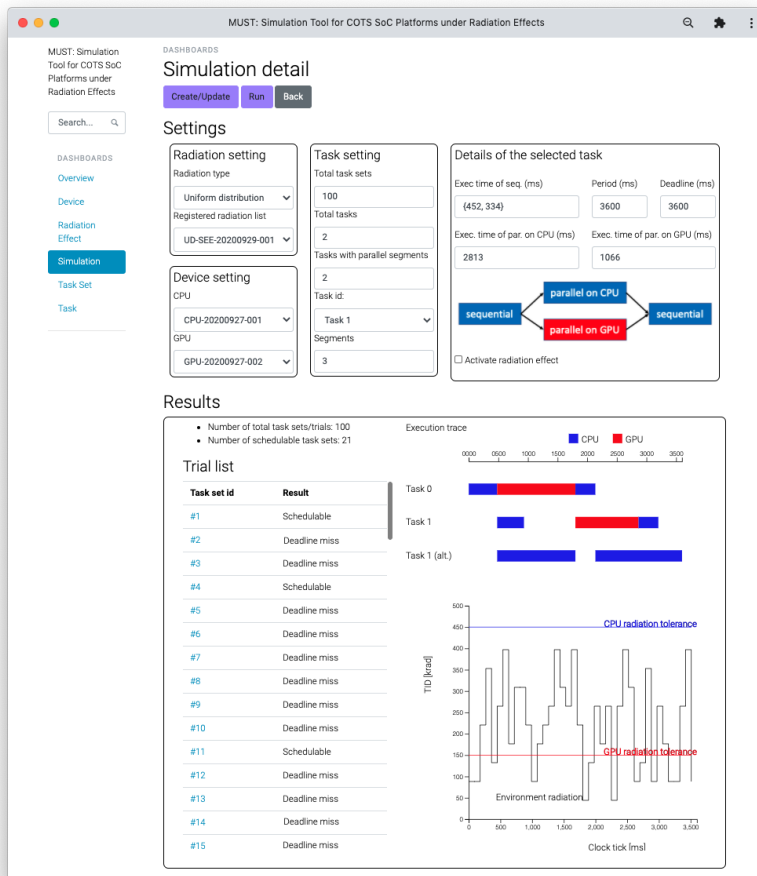 MUST: Simulation Tool for COTS SoC Platforms under Radiation Effects
MUST: Simulation
Tool for COTS SoC
Platforms under
Radiation Effects
Search...
DASHBOARDS
Overview
Device
Radiation
Effect
Simulation
Task Set
Task
DASHBOARDS
Simulation detail
Create/Update Run Back
Settings
Radiation setting
Radiation type
Uniform distribution
Registered radiation list
UD-SEE-20200929-001
Device setting
CPU
CPU-20200927-001
GPU
GPU-20200927-002
Task setting
Total task sets
100
Total tasks
2
Tasks with parallel segments
2
Task id:
Task 1
Segments
3
Details of the selected task
Exec time of seq. (ms) Period (ms) Deadline (ms)
{452, 334} 3600 3600
Exec. time of par. on CPU (ms) Exec. time of par. on GPU (ms)
2813 1066
parallel on CPU
sequential sequential
parallel on GPU
Activate radiation effect
Results
Number of total task sets/trials: 100
Number of schedulable task sets: 21
Trial list
Task set id Result
#1 Schedulable
#2 Deadline miss
#3 Deadline miss
#4 Schedulable
#5 Deadline miss
#6 Deadline miss
#7 Deadline miss
#8 Deadline miss
#9 Deadline miss
#10 Deadline miss
#11 Schedulable
#12 Deadline miss
#13 Deadline miss
#14 Deadline miss
#15 Deadline miss
Execution trace
CPU GPU
0000 0500 1000 1500 2000 2500 3000 3500
Task 0
Task 1
Task 1 (alt.)
500
450
400
350
300
250
200
150
100
50
0
TID [krad]
CPU radiation tolerance
GPU radiation tolerance
Environment radiation
0 500 1,000 1,500 2,000 2,500 3,000 3,500
Clock tick [ms]